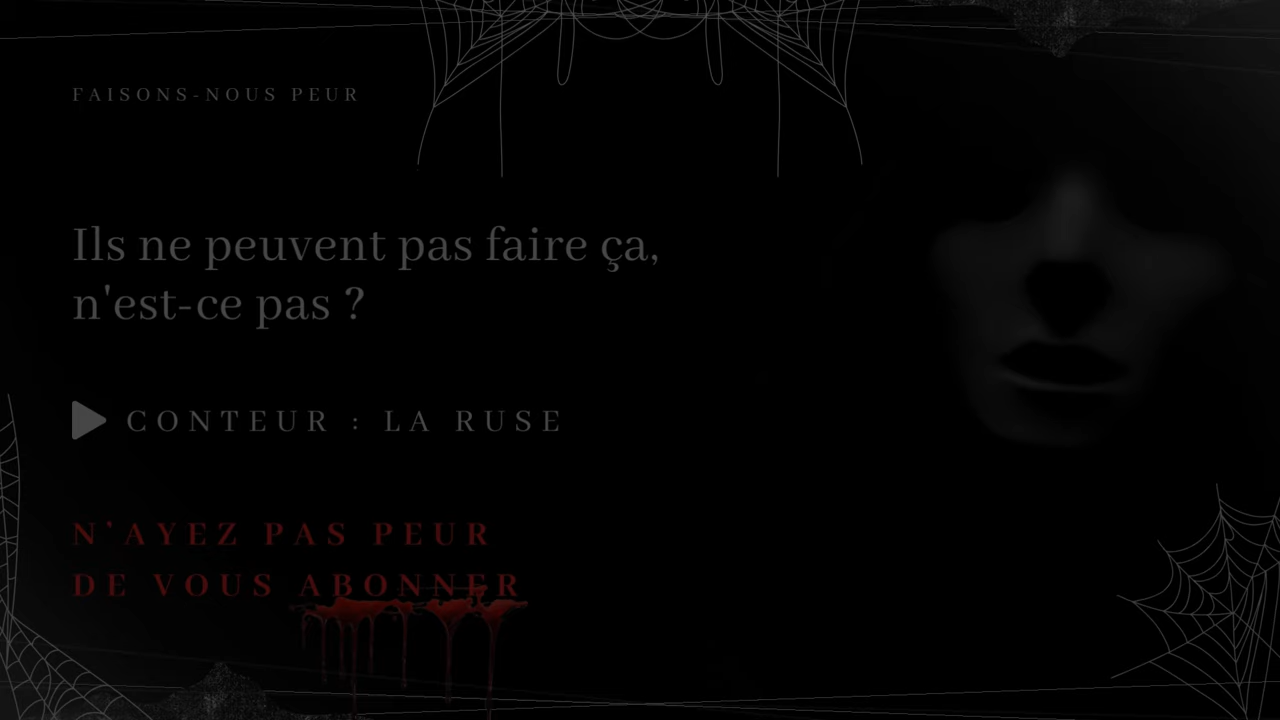 FAISONS-NOUS PEUR
Ils ne peuvent pas faire ça,
n'est-ce pas ?
CONTEUR : LA RUSE
N'AYEZ PAS PEUR
DE VOUS ABONNER